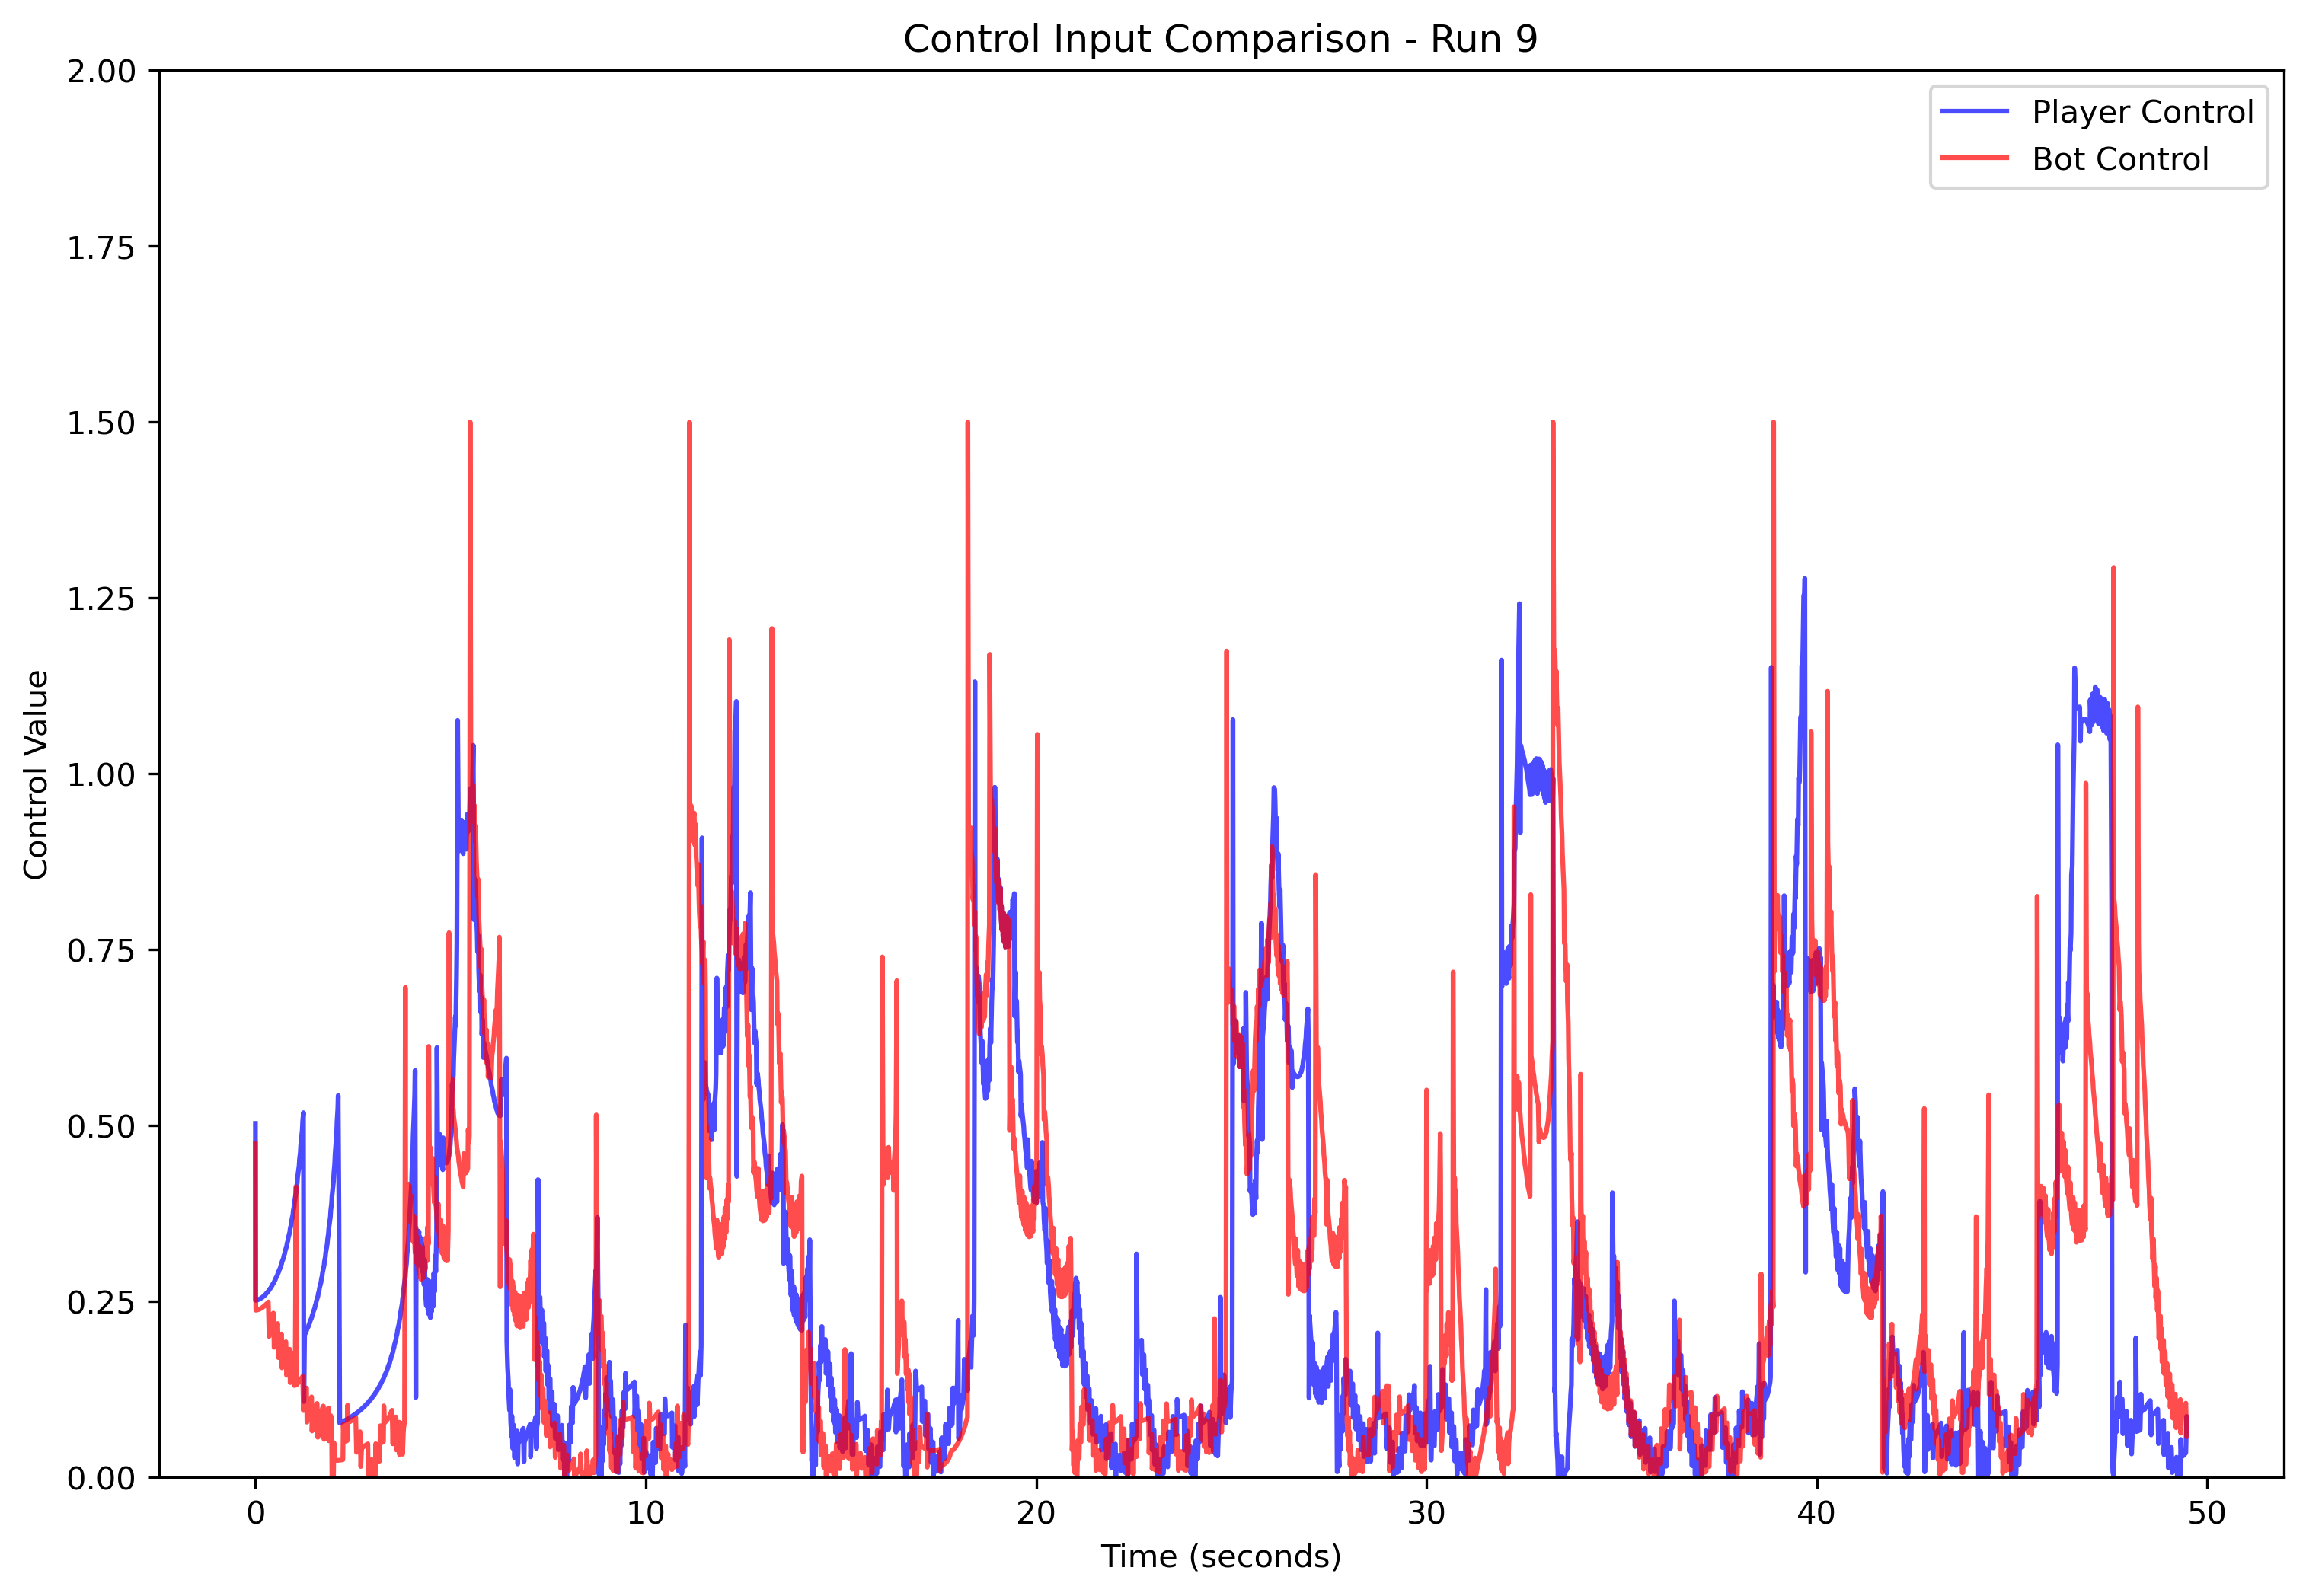 Control Input Comparison - Run 9
Player Control
Bot Control
2.00
1.75
1.50
1.25
1.00
0.75
0.50
0.25
0.00
Control Value
0 10 20 30 40 50
Time (seconds)